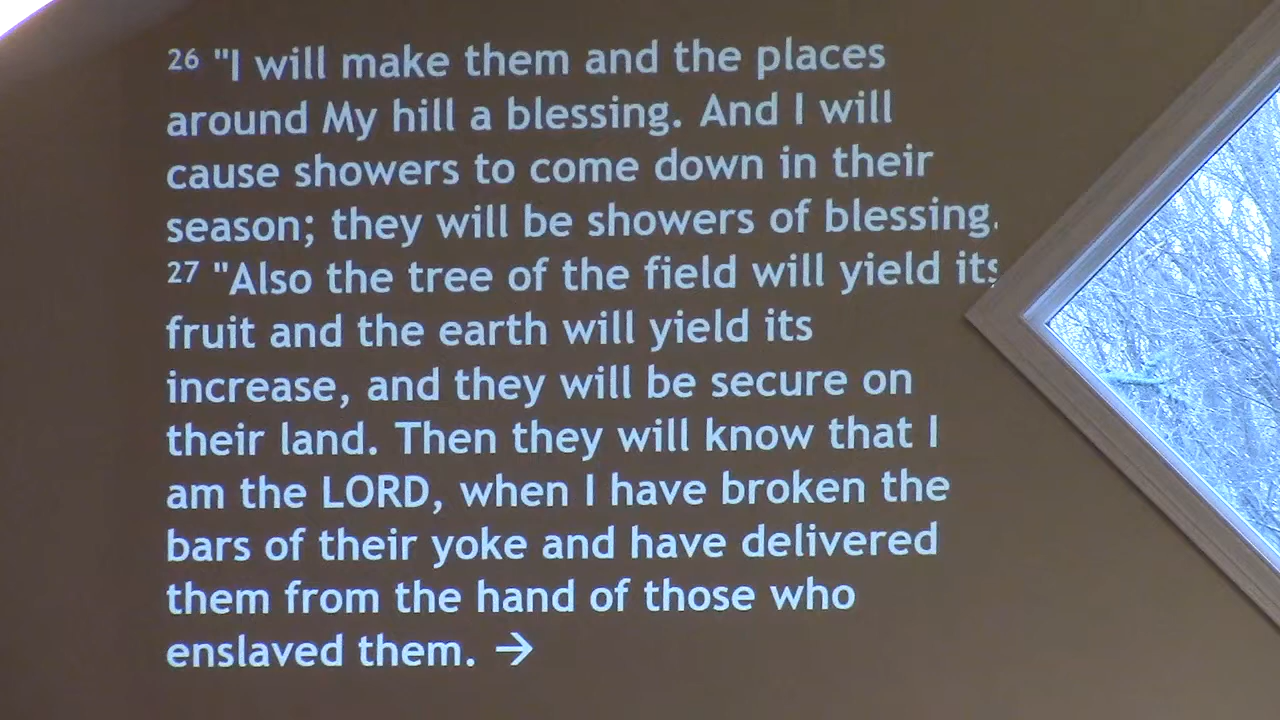 26 "I will make them and the places
around My hill a blessing. And I will
cause showers to come down in their
season; they will be showers of blessing.
27 "Also the tree of the field will yield its
fruit and the earth will yield its
increase, and they will be secure on
their land. Then they will know that I
am the LORD, when I have broken the
bars of their yoke and have delivered
them from the hand of those who
enslaved them. →